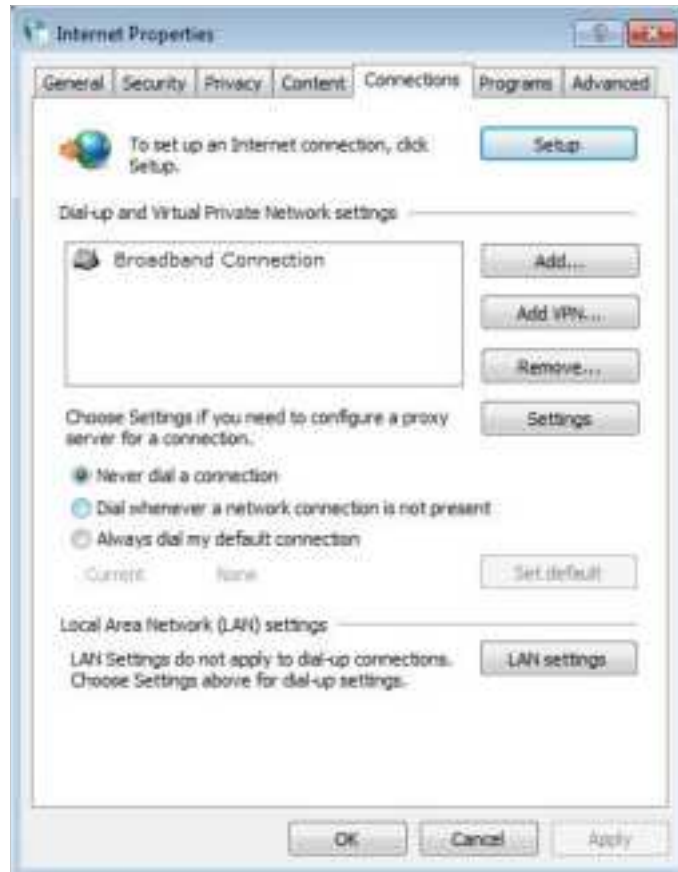 Internet Properties
General Security Privacy Content Connections Programs Advanced
To set up an Internet connection, click
Setup.
Setup
Dial-up and Virtual Private Network settings
Broadband Connection
Add...
Add VPN...
Remove...
Choose Settings if you need to configure a proxy
server for a connection.
Settings
Never dial a connection
Dial whenever a network connection is not present
Always dial my default connection
Current None
Set default
Local Area Network (LAN) settings
LAN Settings do not apply to dial-up connections.
Choose Settings above for dial-up settings.
LAN settings
OK Cancel Apply